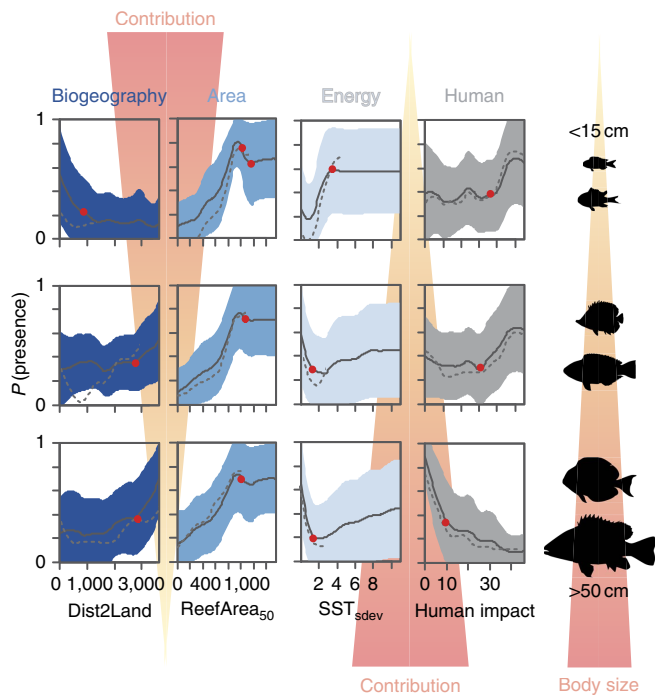 Contribution
Biogeography Area Energy Human
1
0
<15 cm
1
0
P (presence)
1
0
0 1,000 3,000 0 400 1,000 2 4 6 8 0 10 30
Dist2Land ReefArea50 SSTsdev Human impact
>50 cm
Contribution Body size